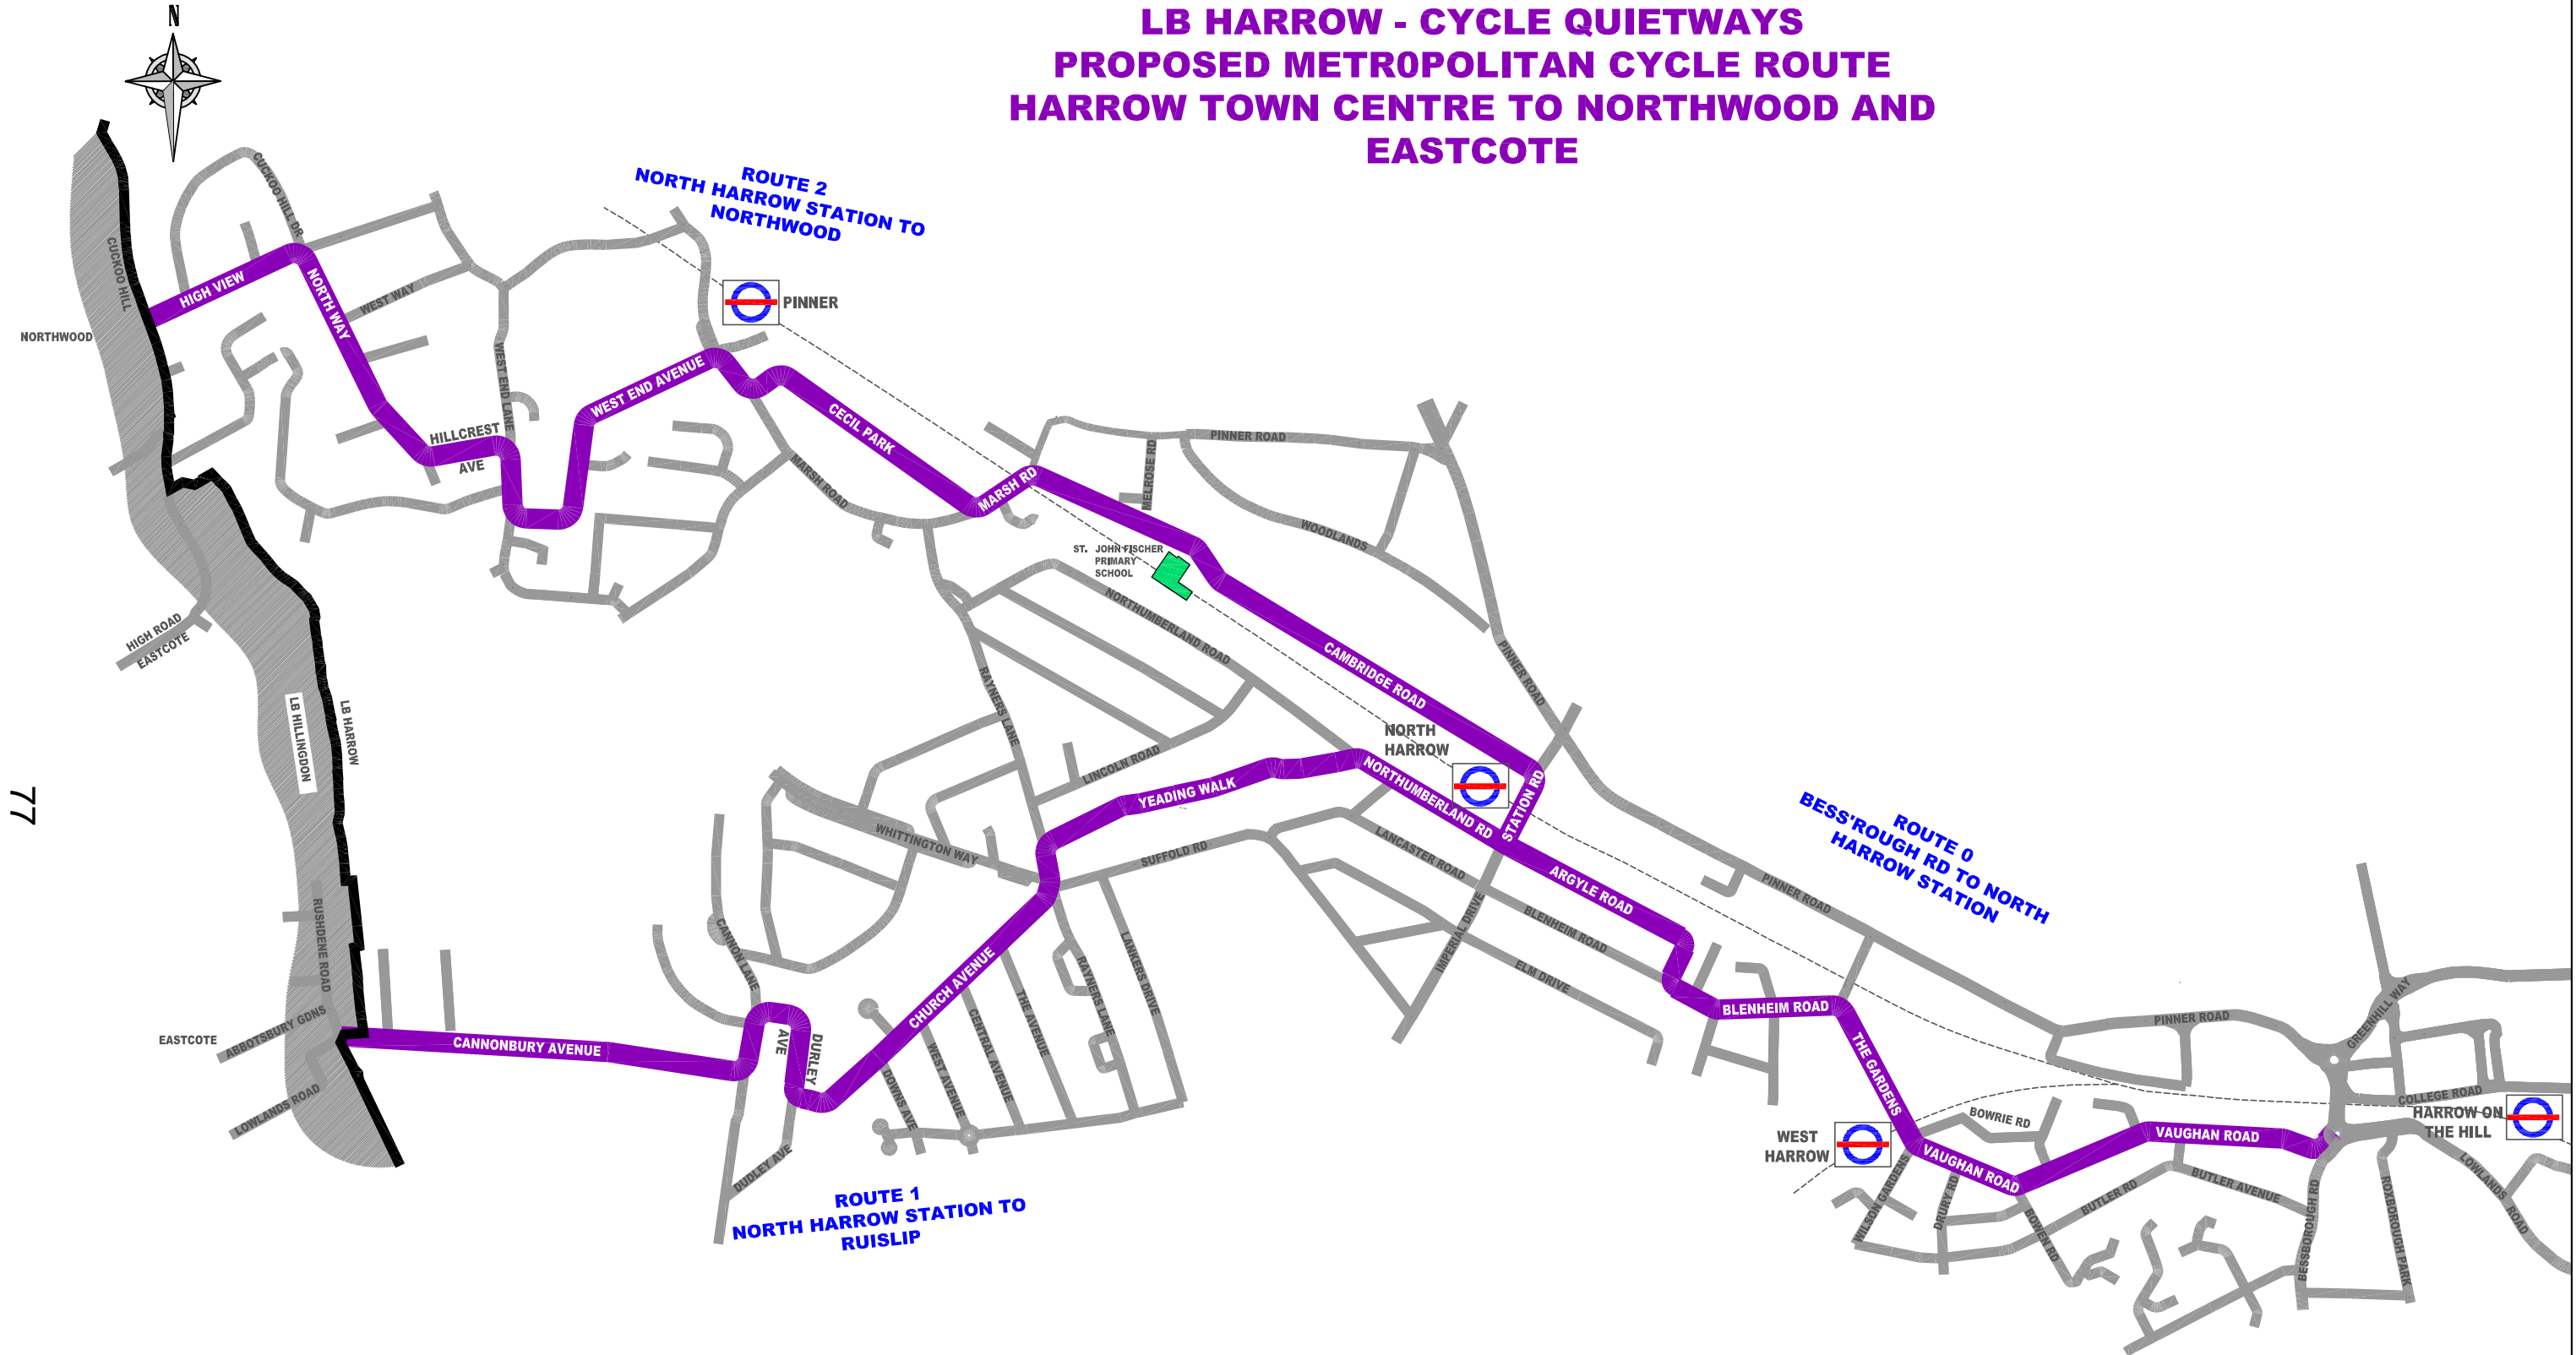 N
LB HARROW - CYCLE QUIETWAYS
PROPOSED METR0POLITAN CYCLE ROUTE
HARROW TOWN CENTRE TO NORTHWOOD AND
EASTCOTE
ROUTE 2
NORTH HARROW STATION TO
NORTHWOOD
CUCKOO HILL DR
CUCKOO HILL
HIGH VIEW
NORTH WAY
WEST WAY
NORTHWOOD
PINNER
WEST END LANE
WEST END AVENUE
HILLCREST
AVE
CECIL PARK
MARSH ROAD
MARSH RD
MELROSE RD
PINNER ROAD
WOODLANDS
ST. JOHN FISCHER
PRIMARY
SCHOOL
NORTHUMBERLAND ROAD
CAMBRIDGE ROAD
PINNER ROAD
HIGH ROAD
EASTCOTE
LB HILLINGDON
LB HARROW
RAYNERS LANE
LINCOLN ROAD
NORTH
HARROW
YEADING WALK
NORTHUMBERLAND RD
STATION RD
77
WHITTINGTON WAY
SUFFOLD RD
LANCASTER ROAD
ARGYLE ROAD
PINNER ROAD
ROUTE 0
BESS'ROUGH RD TO NORTH
HARROW STATION
RUSHDENE ROAD
CANNON LANE
CHURCH AVENUE
RAYNERS LANE
LANKERS DRIVE
IMPERIAL DRIVE
BLENHEIM ROAD
ELM DRIVE
BLENHEIM ROAD
EASTCOTE
ABBOTSBURY GDNS
LOWLANDS ROAD
CANNONBURY AVENUE
DURLEY
AVE
DOWNS AVE
WEST AVENUE
CENTRAL AVENUE
THE AVENUE
DUDLEY AVE
THE GARDENS
PINNER ROAD
GREENHILL WAY
COLLEGE ROAD
HARROW ON
THE HILL
WEST
HARROW
BOWRIE RD
VAUGHAN ROAD
VAUGHAN ROAD
WILSON GARDENS
DRURY RD
BOWEN RD
BUTLER RD
BUTLER AVENUE
BESSBOROUGH RD
ROXBOROUGH PARK
LOWLANDS
ROAD
ROUTE 1
NORTH HARROW STATION TO
RUISLIP